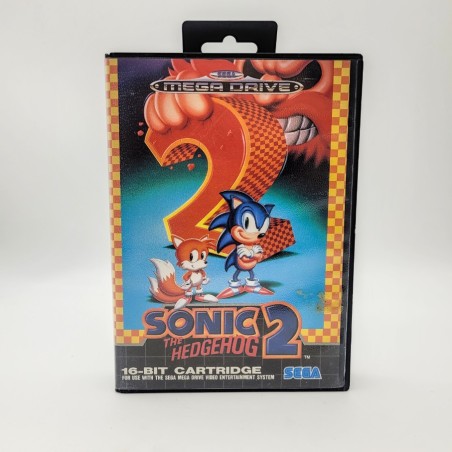 SEGA
MEGA DRIVE
2
SONIC
THE
HEDGEHOG 2
TM
16-BIT CARTRIDGE
FOR USE WITH THE SEGA MEGA DRIVE VIDEO ENTERTAINMENT SYSTEM
SEGA